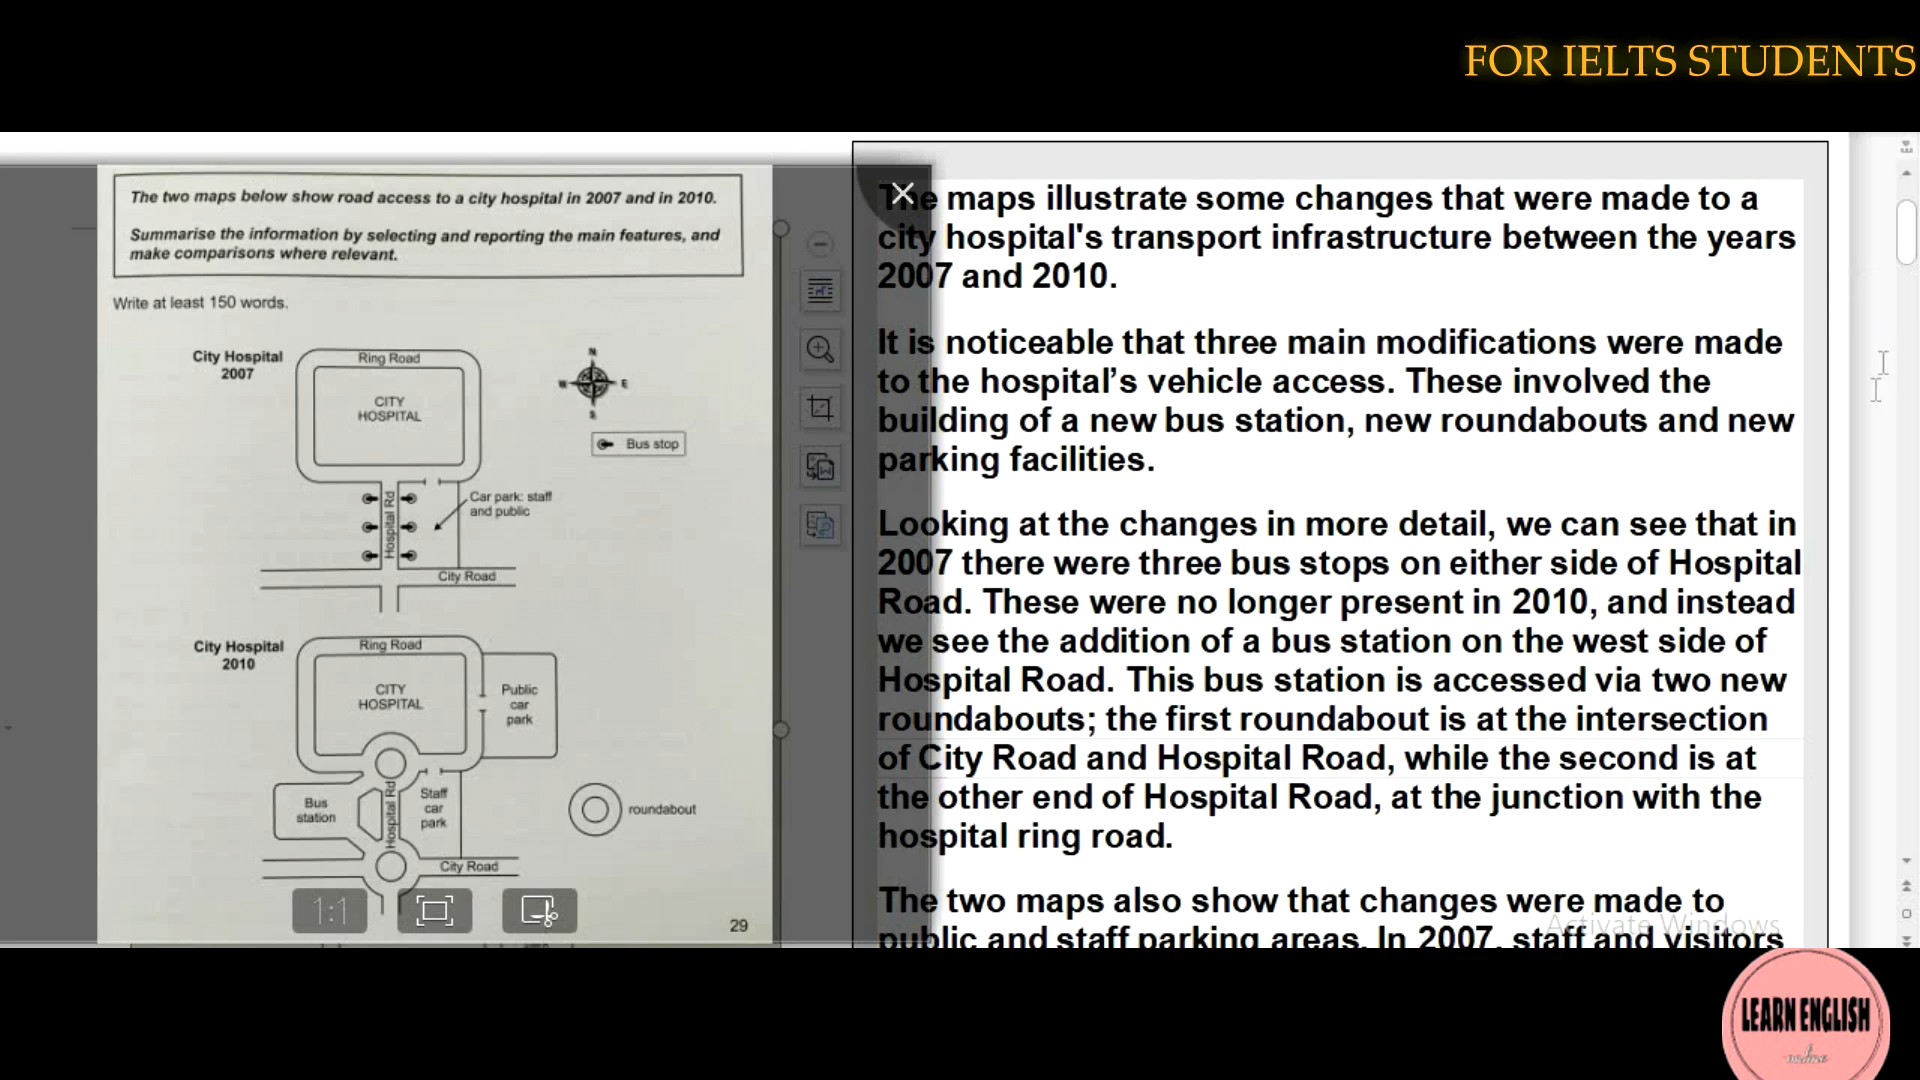 FOR IELTS STUDENTS
The two maps below show road access to a city hospital in 2007 and in 2010.
Summarise the information by selecting and reporting the main features, and
make comparisons where relevant.
Write at least 150 words.
City Hospital
2007
Ring Road
CITY
HOSPITAL
N
W
E
S
Bus stop
Hospital Rd
Car park: staff
and public
City Road
City Hospital
2010
Ring Road
CITY
HOSPITAL
Public
car
park
Bus
station
Hospital Rd
Staff
car
park
roundabout
City Road
1:1
29
The maps illustrate some changes that were made to a
city hospital's transport infrastructure between the years
2007 and 2010.
It is noticeable that three main modifications were made
to the hospital’s vehicle access. These involved the
building of a new bus station, new roundabouts and new
parking facilities.
Looking at the changes in more detail, we can see that in
2007 there were three bus stops on either side of Hospital
Road. These were no longer present in 2010, and instead
we see the addition of a bus station on the west side of
Hospital Road. This bus station is accessed via two new
roundabouts; the first roundabout is at the intersection
of City Road and Hospital Road, while the second is at
the other end of Hospital Road, at the junction with the
hospital ring road.
The two maps also show that changes were made to
public and staff parking areas. In 2007, staff and visitors
Activate Windows
LEARN ENGLISH
online